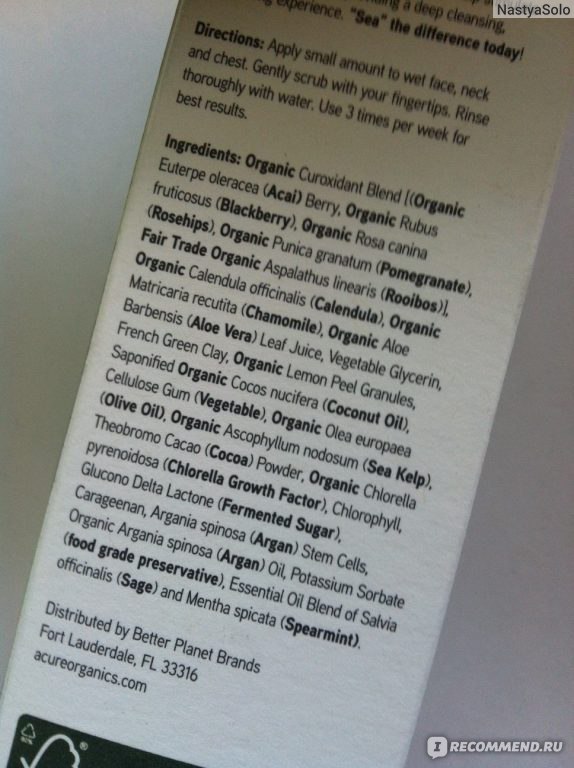 NastyaSolo
a deep cleansing,
experience. "Sea" the difference today!
Directions: Apply small amount to wet face, neck
and chest. Gently scrub with your fingertips. Rinse
thoroughly with water. Use 3 times per week for
best results.
Ingredients: Organic Curoxidant Blend [(Organic
Euterpe oleracea (Acai) Berry, Organic Rubus
fruticosus (Blackberry), Organic Rosa canina
(Rosehips), Organic Punica granatum (Pomegranate),
Fair Trade Organic Aspalathus linearis (Rooibos)],
Organic Calendula officinalis (Calendula), Organic
Matricaria recutita (Chamomile), Organic Aloe
Barbensis (Aloe Vera) Leaf Juice, Vegetable Glycerin,
French Green Clay, Organic Lemon Peel Granules,
Saponified Organic Cocos nucifera (Coconut Oil),
Cellulose Gum (Vegetable), Organic Olea europaea
(Olive Oil), Organic Ascophyllum nodosum (Sea Kelp),
Theobromo Cacao (Cocoa) Powder, Organic Chlorella
pyrenoidosa (Chlorella Growth Factor), Chlorophyll,
Glucono Delta Lactone (Fermented Sugar),
Carageenan, Argania spinosa (Argan) Stem Cells,
Organic Argania spinosa (Argan) Oil, Potassium Sorbate
(food grade preservative), Essential Oil Blend of Salvia
officinalis (Sage) and Mentha spicata (Spearmint).
Distributed by Better Planet Brands
Fort Lauderdale, FL 33316
acureorganics.com
®
IRECOMMEND.RU